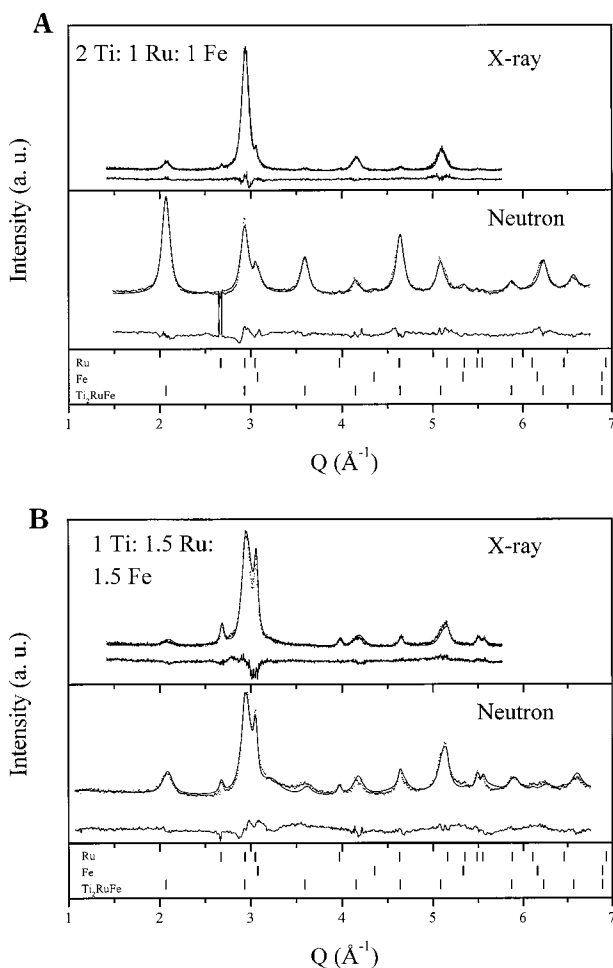 A
2 Ti: 1 Ru: 1 Fe
X-ray
Neutron
Intensity (a. u.)
Ru
Fe
Ti₂RuFe
1 2 3 4 5 6 7
Q (Å⁻¹)
B
1 Ti: 1.5 Ru:
1.5 Fe
X-ray
Neutron
Intensity (a. u.)
Ru
Fe
Ti₂RuFe
1 2 3 4 5 6 7
Q (Å⁻¹)